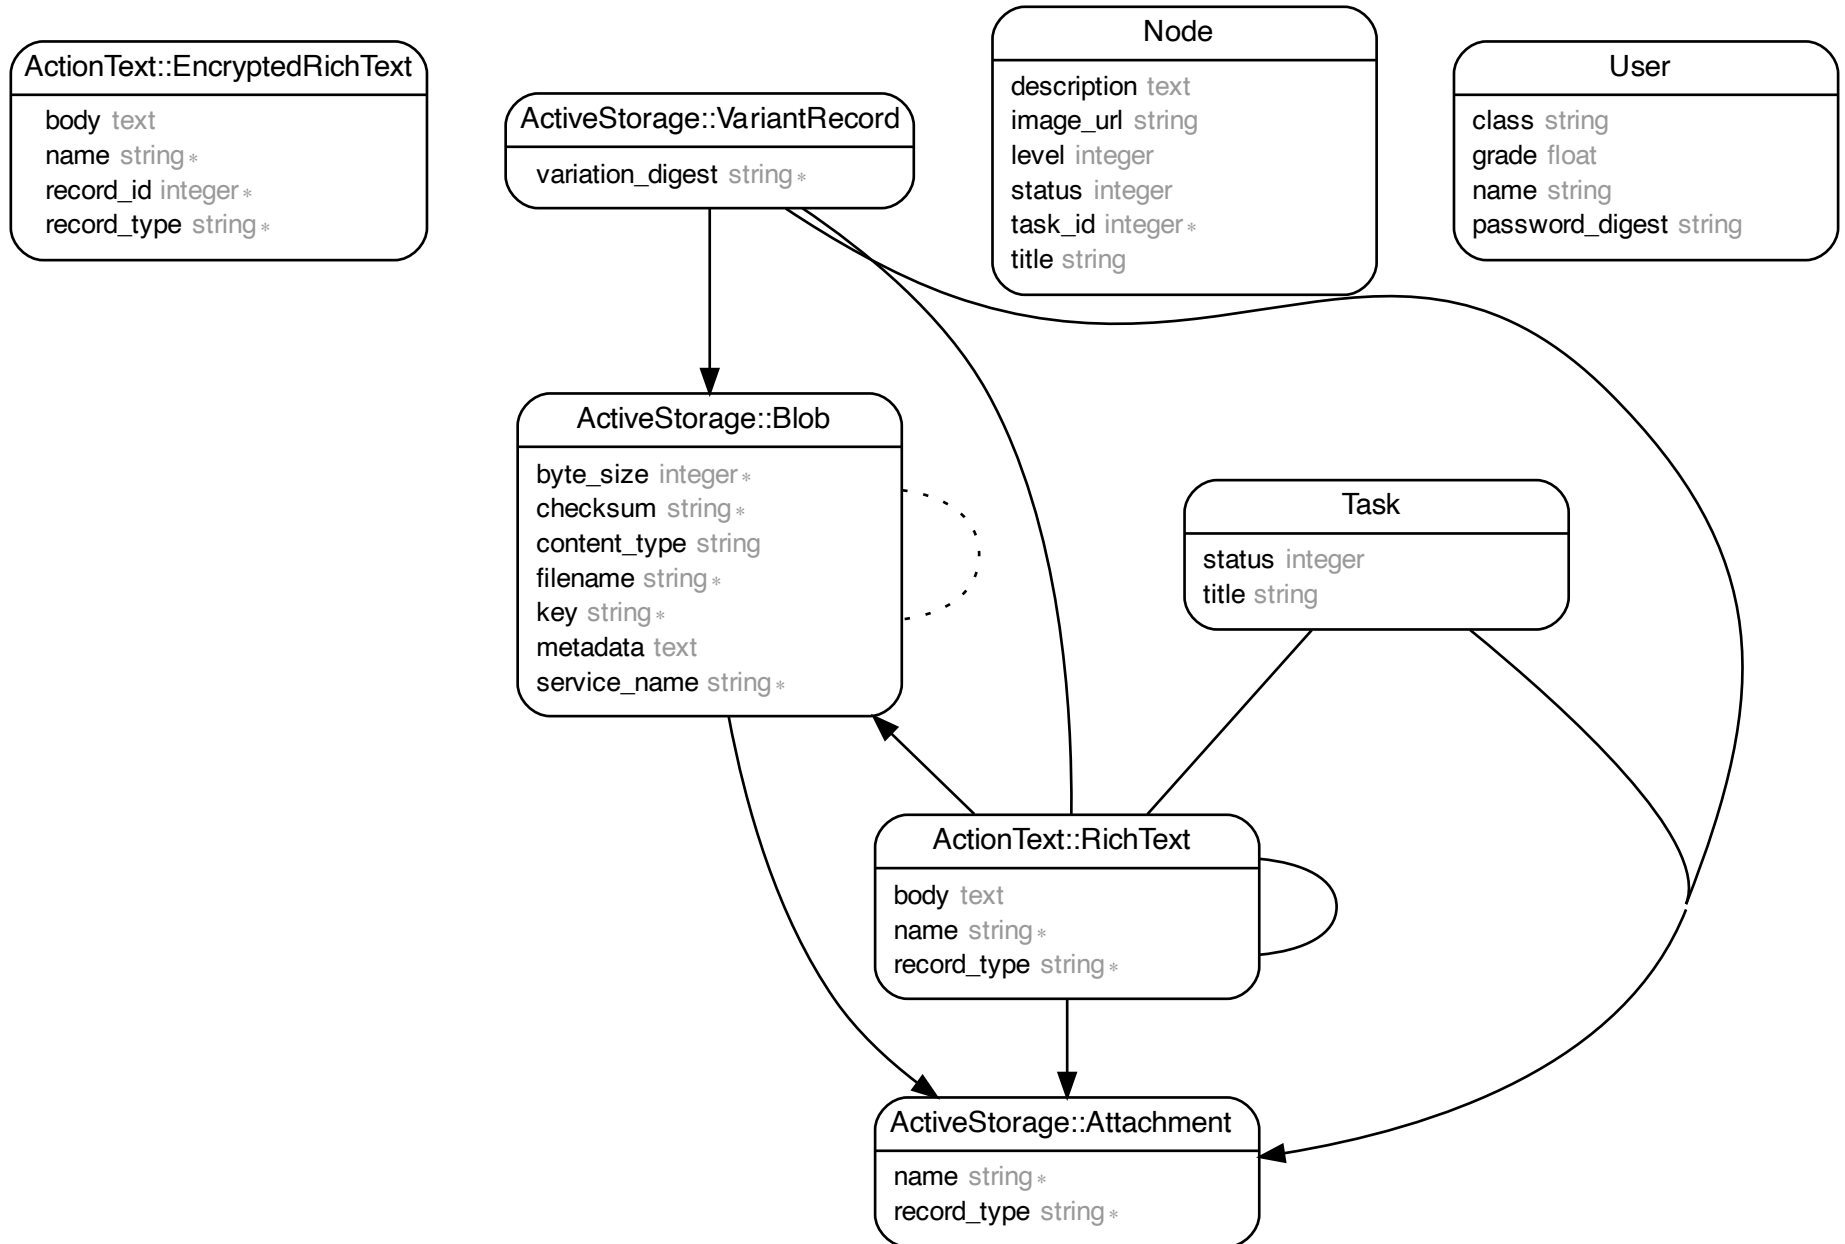 ActionText::EncryptedRichText
body text
name string *
record_id integer *
record_type string *
ActiveStorage::VariantRecord
variation_digest string *
Node
description text
image_url string
level integer
status integer
task_id integer *
title string
User
class string
grade float
name string
password_digest string
ActiveStorage::Blob
byte_size integer *
checksum string *
content_type string
filename string *
key string *
metadata text
service_name string *
Task
status integer
title string
ActionText::RichText
body text
name string *
record_type string *
ActiveStorage::Attachment
name string *
record_type string *